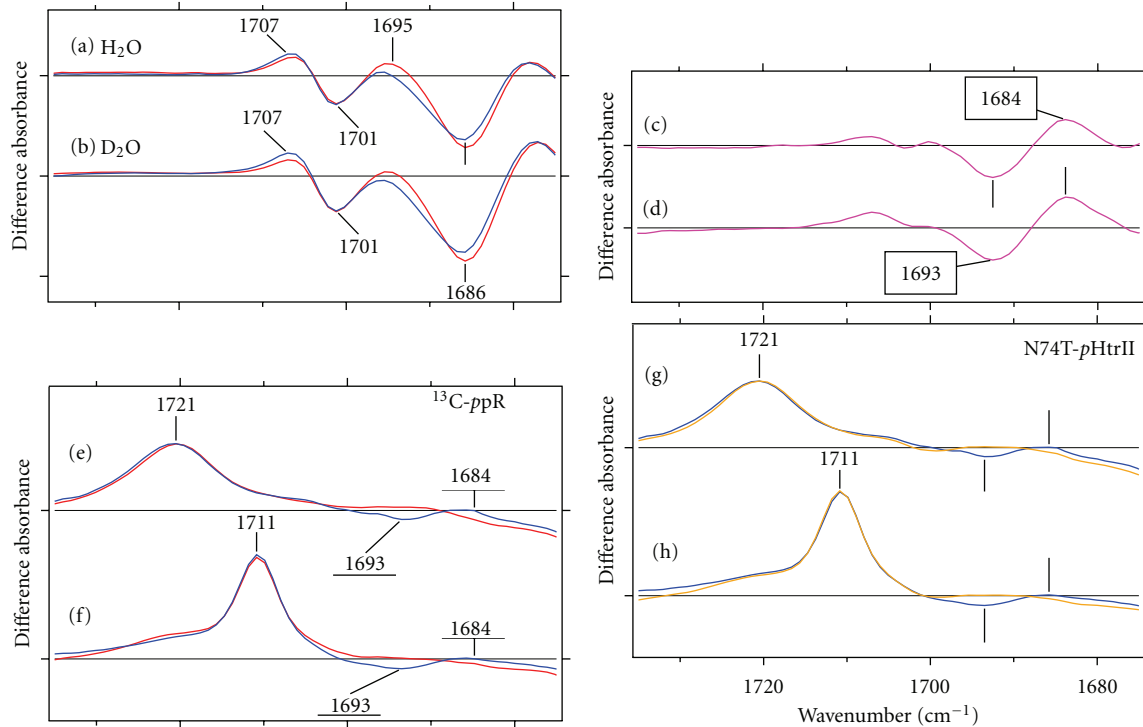 Difference absorbance
(a) H₂O
1707
1695
1701
(b) D₂O
1707
1701
1686
Difference absorbance
(c)
1684
(d)
1693
Difference absorbance
¹³C-ppR
(e)
1721
1684
1693
(f)
1711
1684
1693
Difference absorbance
N74T-pHtrII
(g)
1721
(h)
1711
1720
1700
1680
Wavenumber (cm⁻¹)